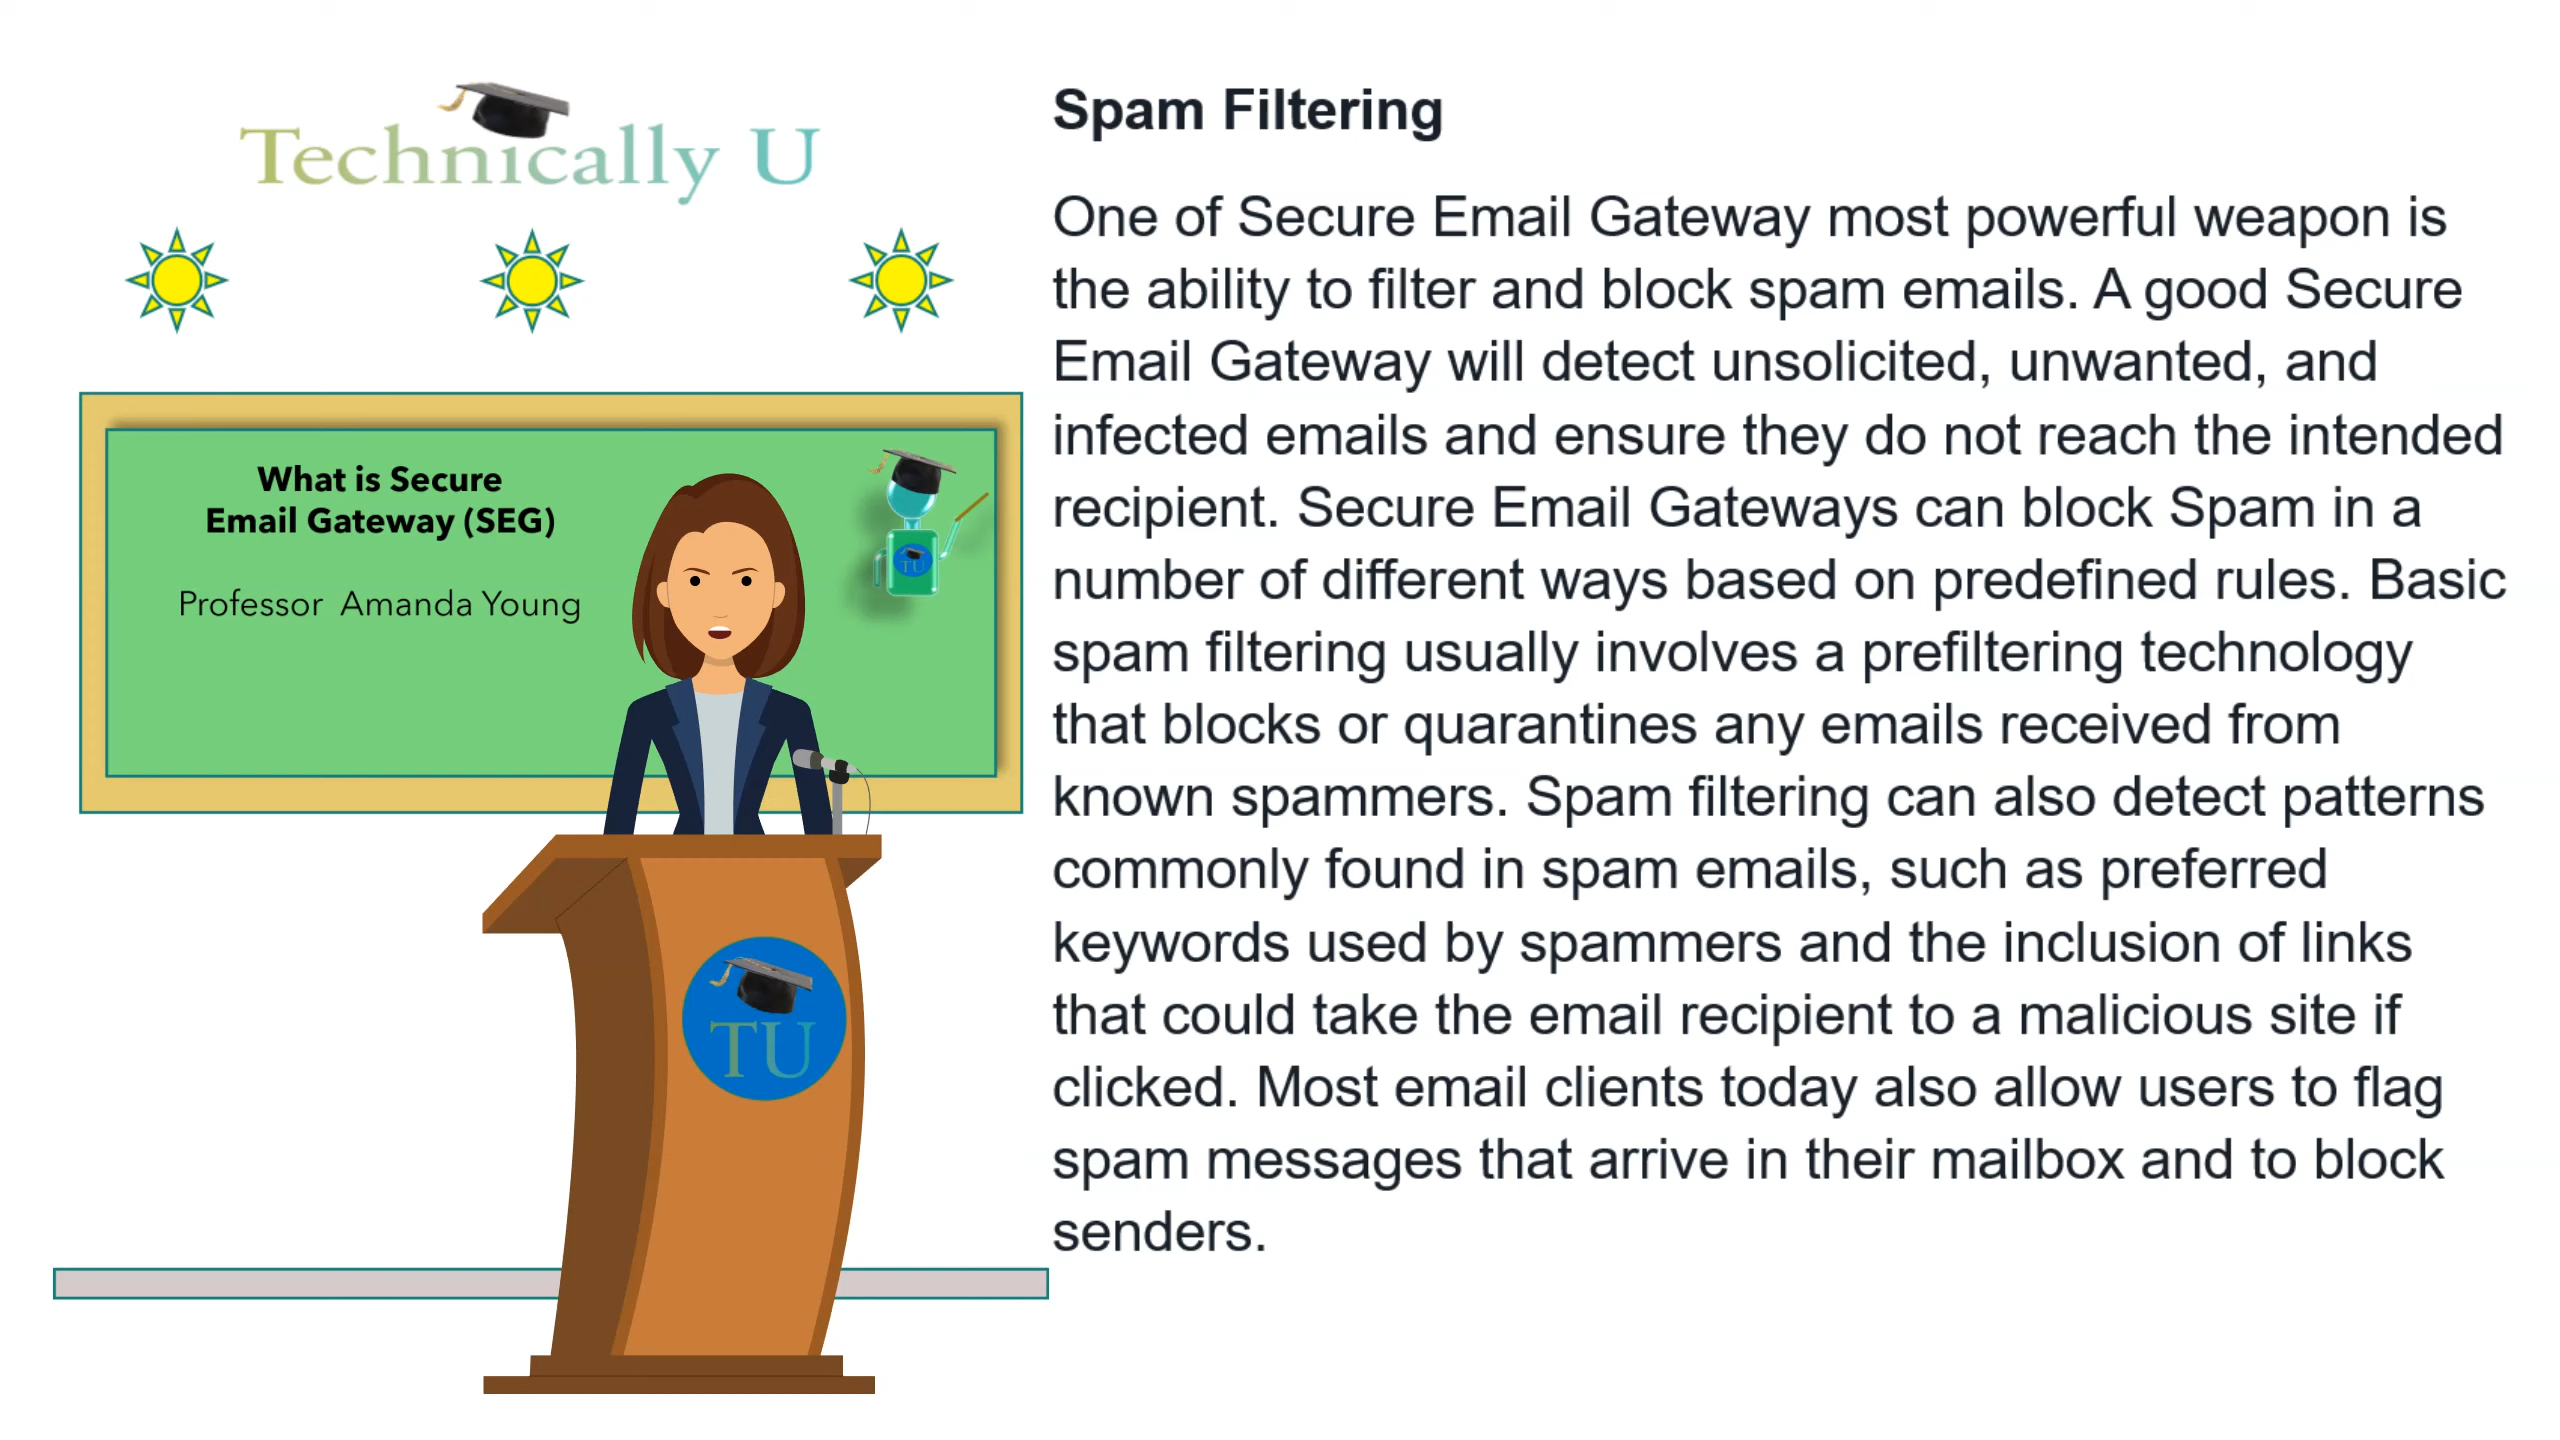 Technically U
What is Secure
Email Gateway (SEG)
Professor Amanda Young
TU
TU
Spam Filtering
One of Secure Email Gateway most powerful weapon is
the ability to filter and block spam emails. A good Secure
Email Gateway will detect unsolicited, unwanted, and
infected emails and ensure they do not reach the intended
recipient. Secure Email Gateways can block Spam in a
number of different ways based on predefined rules. Basic
spam filtering usually involves a prefiltering technology
that blocks or quarantines any emails received from
known spammers. Spam filtering can also detect patterns
commonly found in spam emails, such as preferred
keywords used by spammers and the inclusion of links
that could take the email recipient to a malicious site if
clicked. Most email clients today also allow users to flag
spam messages that arrive in their mailbox and to block
senders.